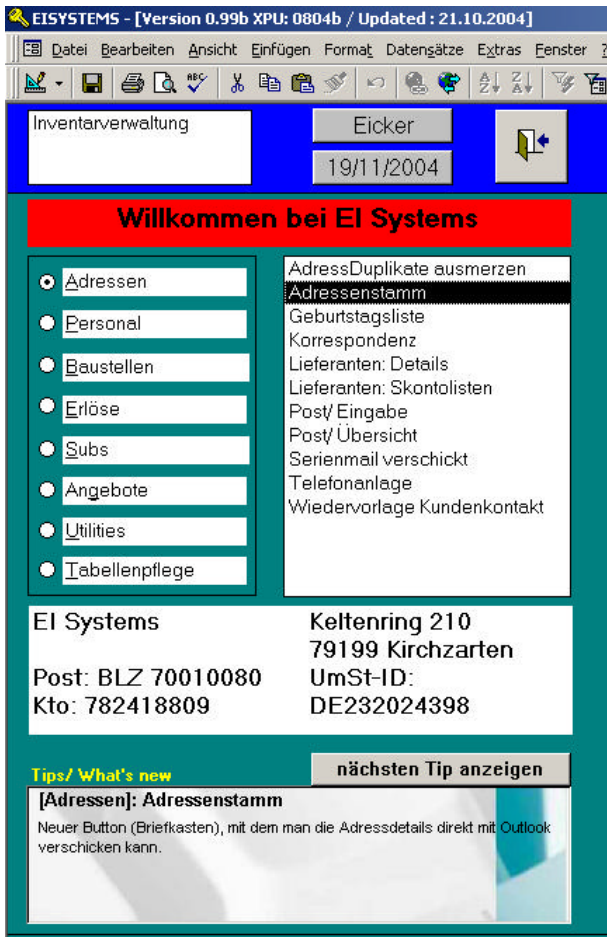 EISYSTEMS - [Version 0.99b XPU: 0804b / Updated : 21.10.2004]
Datei Bearbeiten Ansicht Einfügen Format Datensätze Extras Fenster ?
Inventarverwaltung
Eicker
19/11/2004
Willkommen bei EI Systems
Adressen
Personal
Baustellen
Erlöse
Subs
Angebote
Utilities
Tabellenpflege
AdressDuplikate ausmerzen
Adressenstamm
Geburtstagsliste
Korrespondenz
Lieferanten: Details
Lieferanten: Skontolisten
Post/ Eingabe
Post/ Übersicht
Serienmail verschickt
Telefonanlage
Wiedervorlage Kundenkontakt
EI Systems
Post: BLZ 70010080
Kto: 782418809
Keltenring 210
79199 Kirchzarten
UmSt-ID:
DE232024398
Tips/ What's new
nächsten Tip anzeigen
[Adressen]: Adressenstamm
Neuer Button (Briefkasten), mit dem man die Adressdetails direkt mit Outlook
verschicken kann.